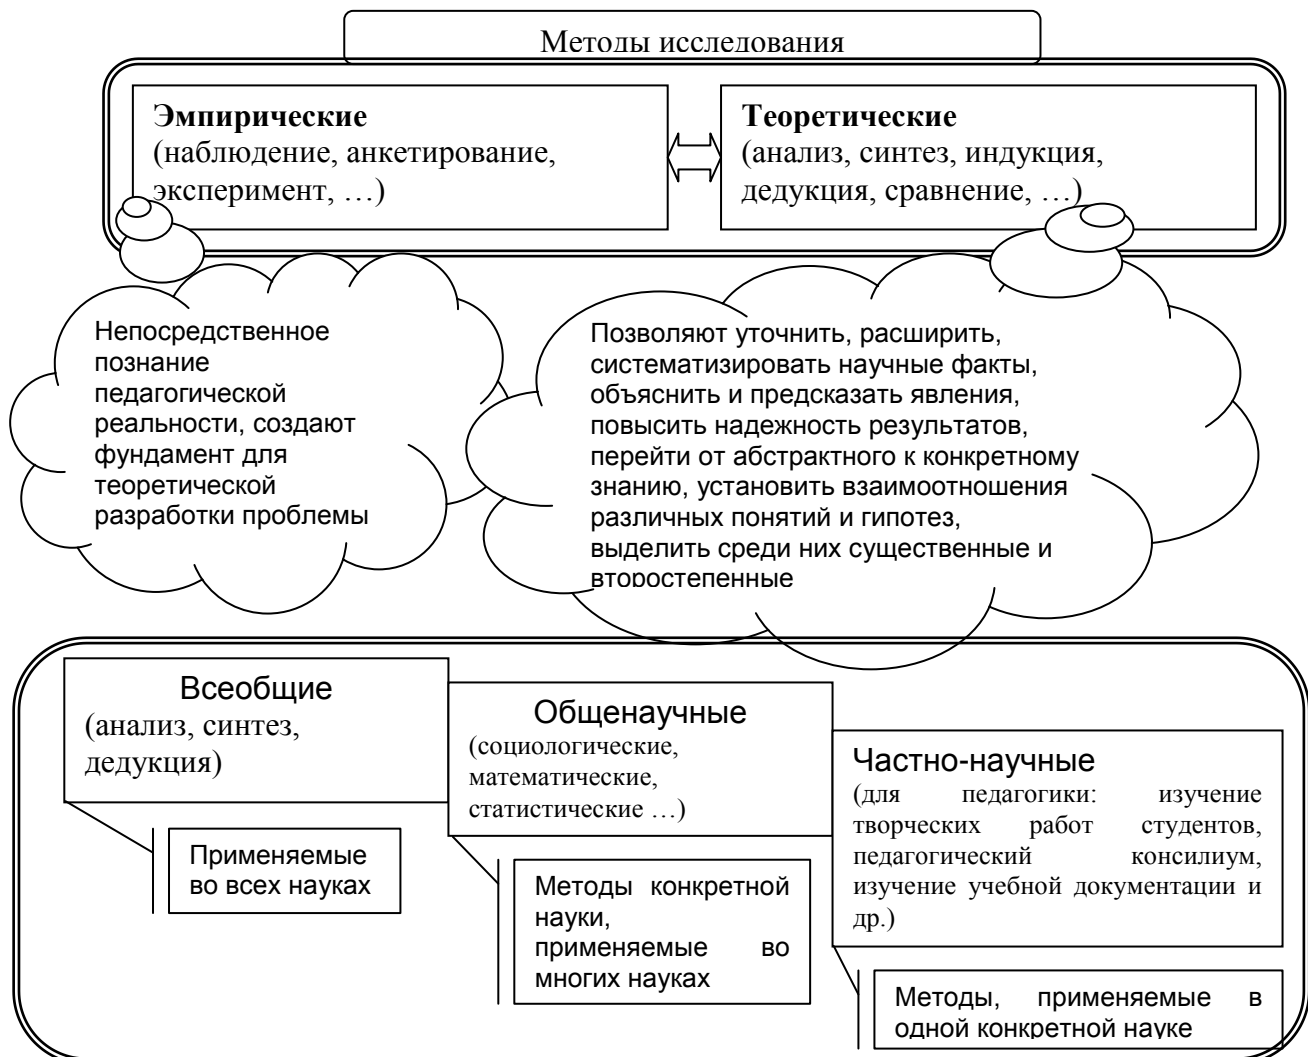 Методы исследования
Эмпирические
(наблюдение, анкетирование,
эксперимент, …)
Теоретические
(анализ, синтез, индукция,
дедукция, сравнение, …)
Непосредственное
познание
педагогической
реальности, создают
фундамент для
теоретической
разработки проблемы
Позволяют уточнить, расширить,
систематизировать научные факты,
объяснить и предсказать явления,
повысить надежность результатов,
перейти от абстрактного к конкретному
знанию, установить взаимоотношения
различных понятий и гипотез,
выделить среди них существенные и
второстепенные
Всеобщие
(анализ, синтез,
дедукция)
Применяемые
во всех науках
Общенаучные
(социологические,
математические,
статистические …)
Методы конкретной
науки,
применяемые во
многих науках
Частно-научные
(для педагогики: изучение
творческих работ студентов,
педагогический консилиум,
изучение учебной документации и
др.)
Методы, применяемые в
одной конкретной науке